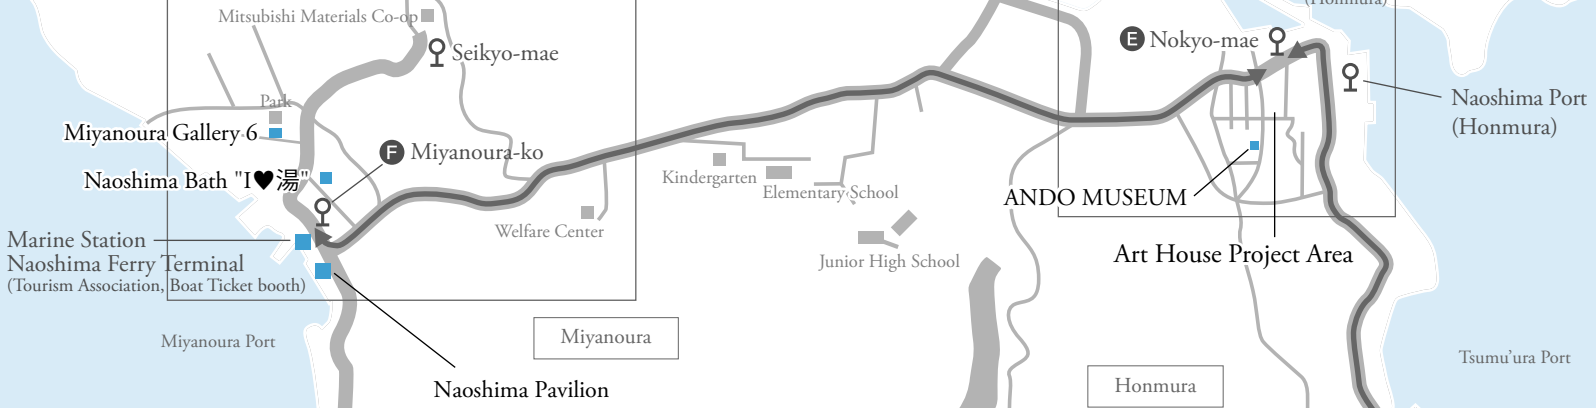 (Honmura)
Mitsubishi Materials Co-op
Seikyo-mae
E Nokyo-mae
Park
Naoshima Port
(Honmura)
Miyanoura Gallery 6
F Miyanoura-ko
Naoshima Bath "I♥湯"
Kindergarten
Elementary School
ANDO MUSEUM
Welfare Center
Marine Station
Naoshima Ferry Terminal
(Tourism Association, Boat Ticket booth)
Junior High School
Art House Project Area
Miyanoura Port
Miyanoura
Tsumu'ura Port
Naoshima Pavilion
Honmura